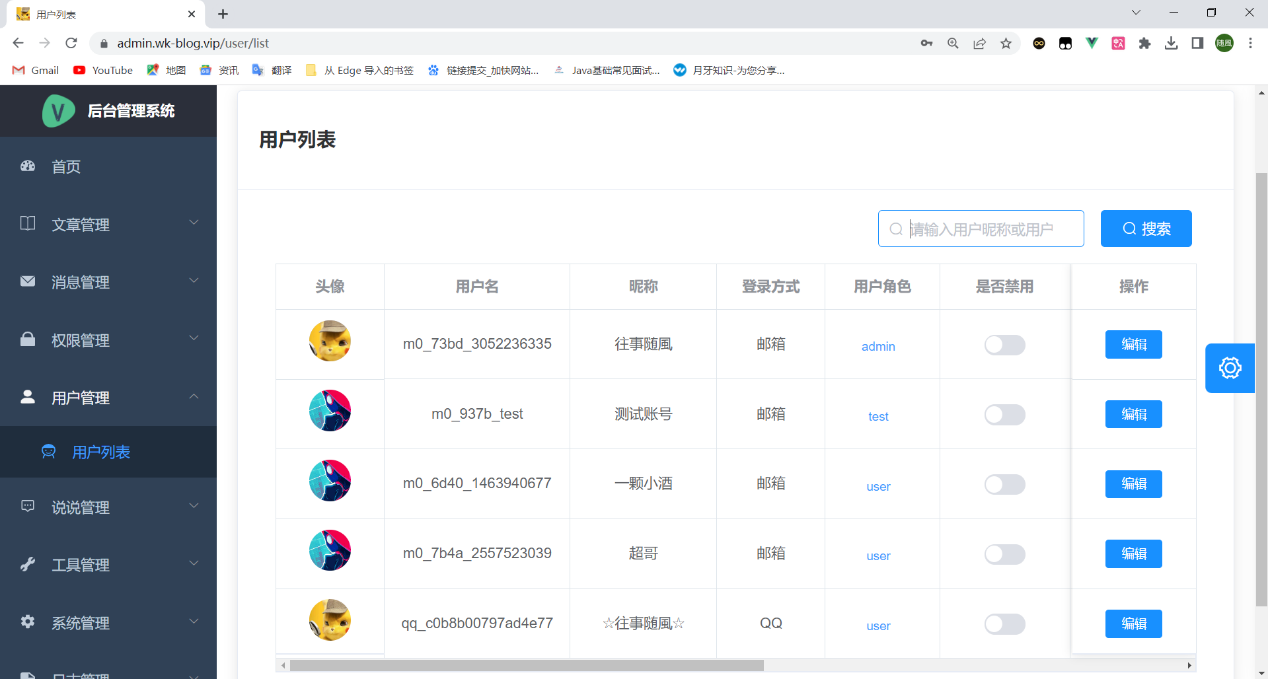 用户列表
admin.wk-blog.vip/user/list
随風
Gmail
YouTube
地图
资讯
翻译
从 Edge 导入的书签
链接提交_加快网站...
Java基础常见面试...
月牙知识-为您分享...
V
后台管理系统
首页
文章管理
消息管理
权限管理
用户管理
用户列表
说说管理
工具管理
系统管理
日志管理
用户列表
请输入用户昵称或用户
搜索
头像 用户名 昵称 登录方式 用户角色 是否禁用 操作
m0_73bd_3052236335 往事随風 邮箱 admin 编辑
m0_937b_test 测试账号 邮箱 test 编辑
m0_6d40_1463940677 一颗小酒 邮箱 user 编辑
m0_7b4a_2557523039 超哥 邮箱 user 编辑
qq_c0b8b00797ad4e77 ☆往事随風☆ QQ user 编辑